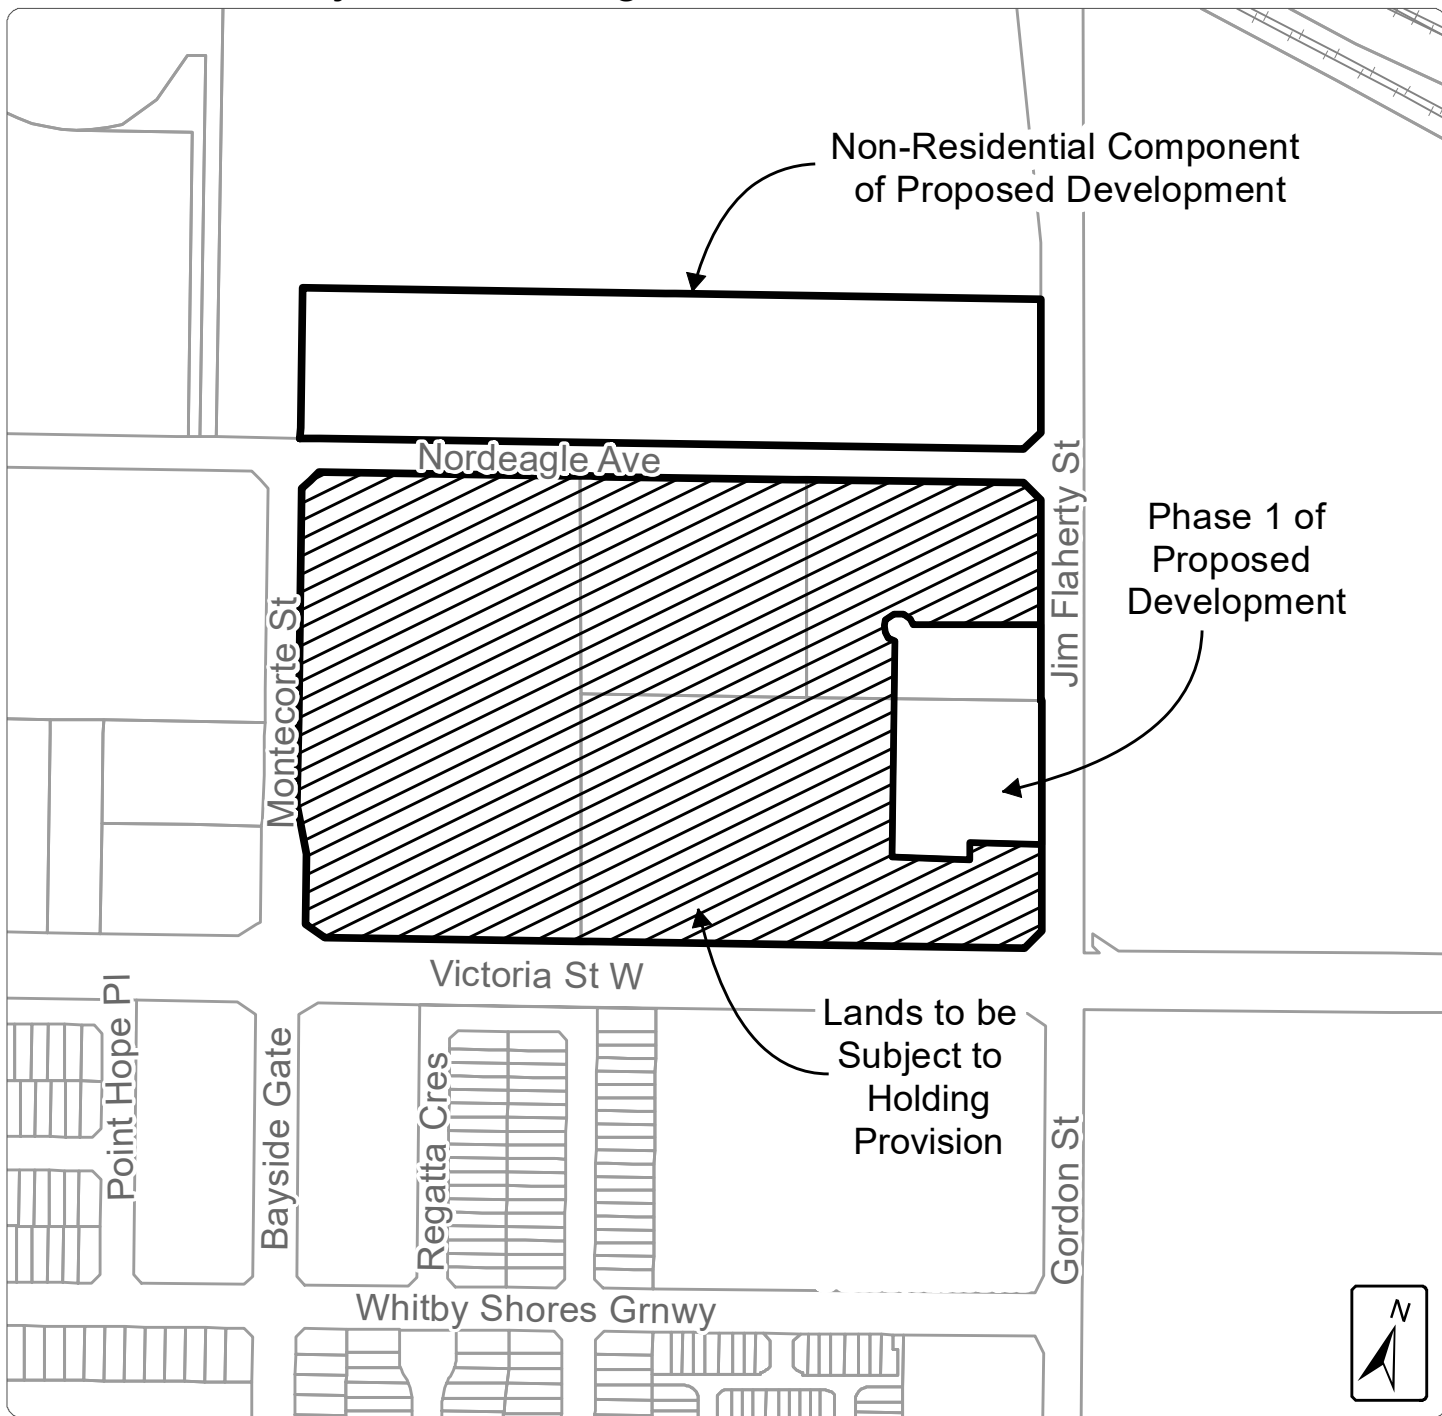 Non-Residential Component
of Proposed Development
Nordeagle Ave
Jim Flaherty St
Phase 1 of
Proposed
Development
Montecorte St
Victoria St W
Lands to be
Subject to
Holding
Provision
Point Hope Pl
Bayside Gate
Regatta Cres
Gordon St
Whitby Shores Grnwy
N